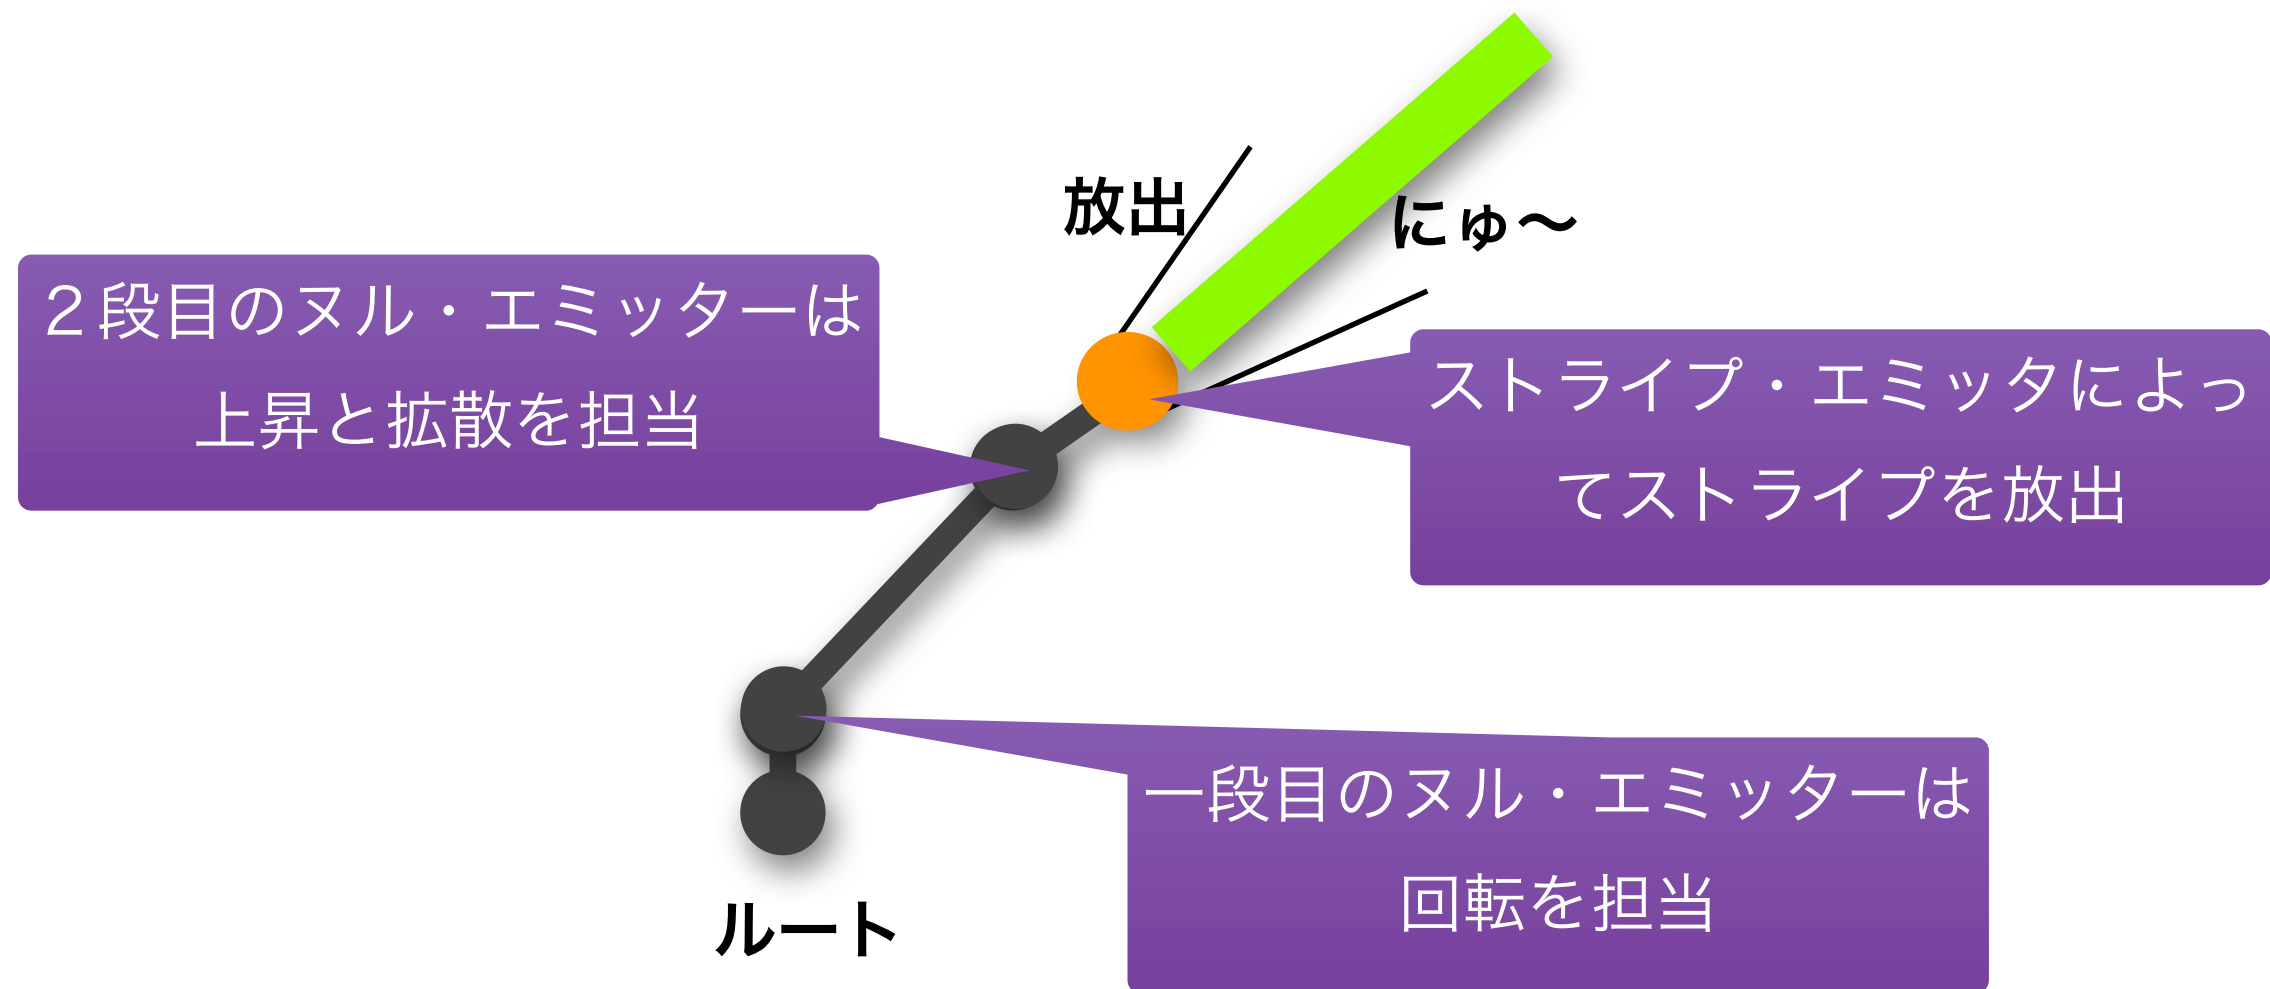 放出
にゅ～
２段目のヌル・エミッターは
上昇と拡散を担当
ストライプ・エミッタによっ
てストライプを放出
一段目のヌル・エミッターは
回転を担当
ルート